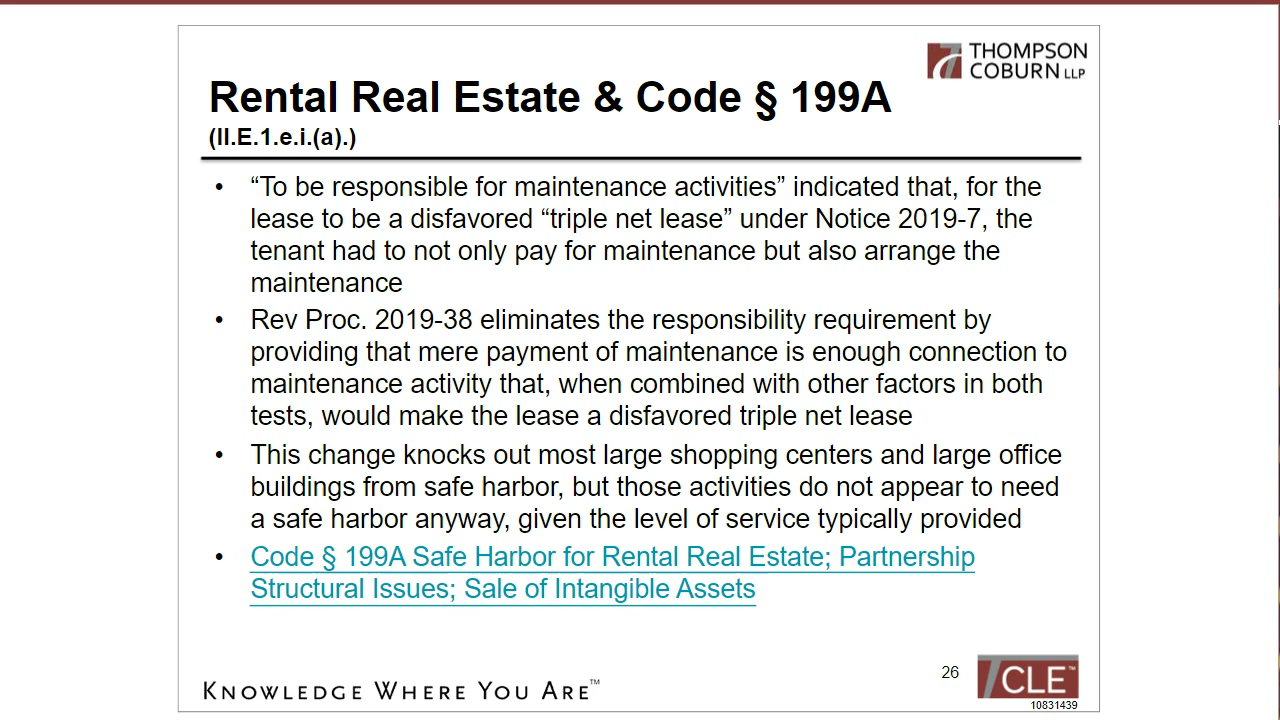 THOMPSON
COBURN LLP
Rental Real Estate & Code § 199A
(II.E.1.e.i.(a).)
• “To be responsible for maintenance activities” indicated that, for the
lease to be a disfavored “triple net lease” under Notice 2019-7, the
tenant had to not only pay for maintenance but also arrange the
maintenance
• Rev Proc. 2019-38 eliminates the responsibility requirement by
providing that mere payment of maintenance is enough connection to
maintenance activity that, when combined with other factors in both
tests, would make the lease a disfavored triple net lease
• This change knocks out most large shopping centers and large office
buildings from safe harbor, but those activities do not appear to need
a safe harbor anyway, given the level of service typically provided
• Code § 199A Safe Harbor for Rental Real Estate; Partnership
Structural Issues; Sale of Intangible Assets
KNOWLEDGE WHERE YOU ARE™
26
CLE™
10831439